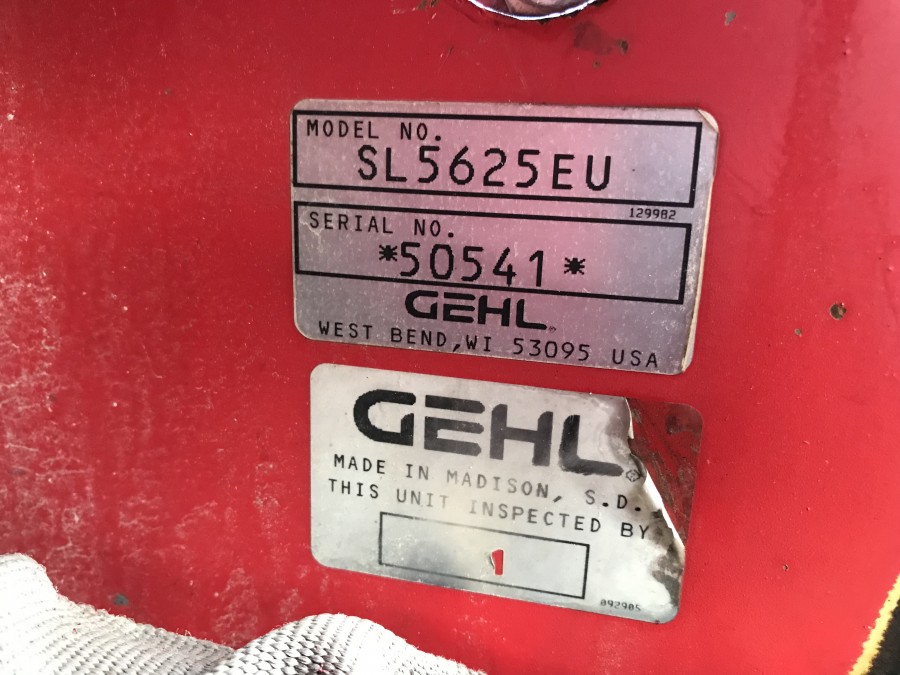 MODEL NO.
SL5625EU
129982
SERIAL NO.
*50541*
GEHL
WEST BEND, WI 53095 USA
GEHL®
MADE IN MADISON, S.D.
THIS UNIT INSPECTED BY
1
092905